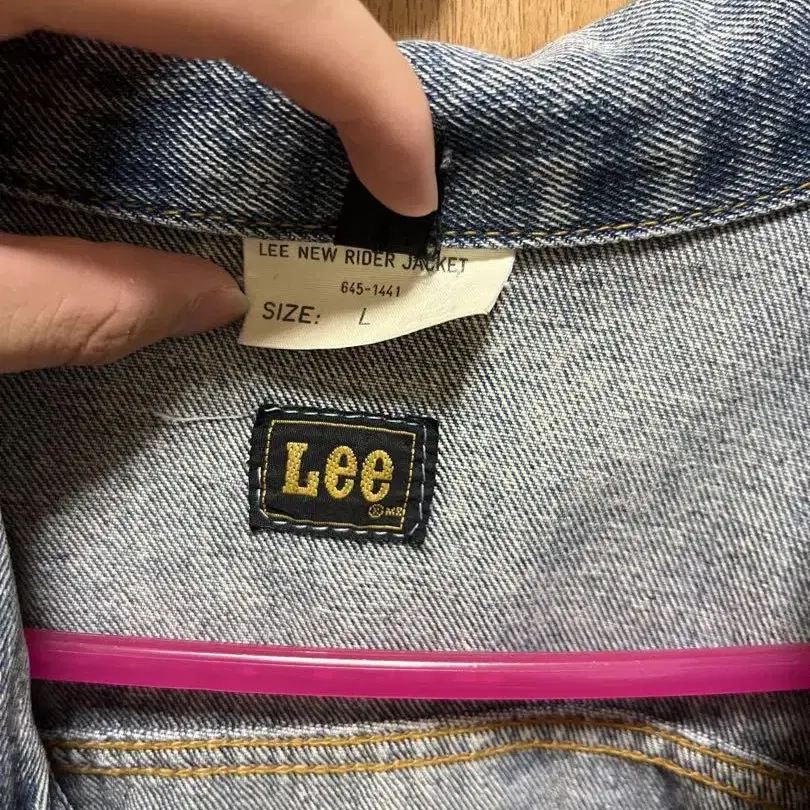 LEE NEW RIDER JACKET
645-1441
SIZE: L
Lee
® MR